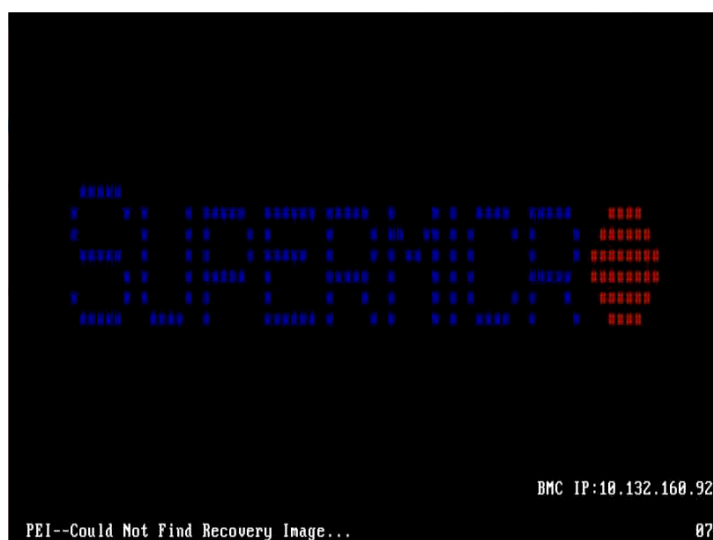 SUPERMICR
BMC IP:10.132.160.92
PEI--Could Not Find Recovery Image... 07